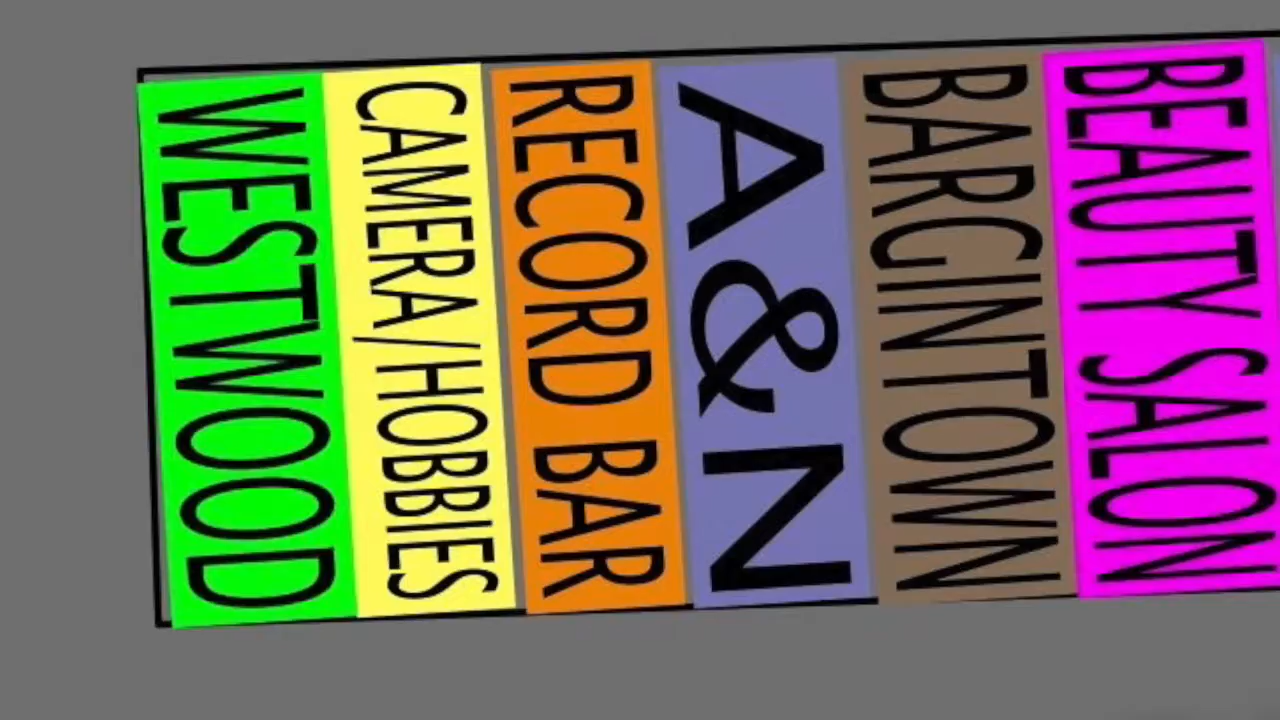 WESTWOOD
CAMERA/HOBBIES
RECORD BAR
A&N
BARGINTOWN
BEAUTY SALON